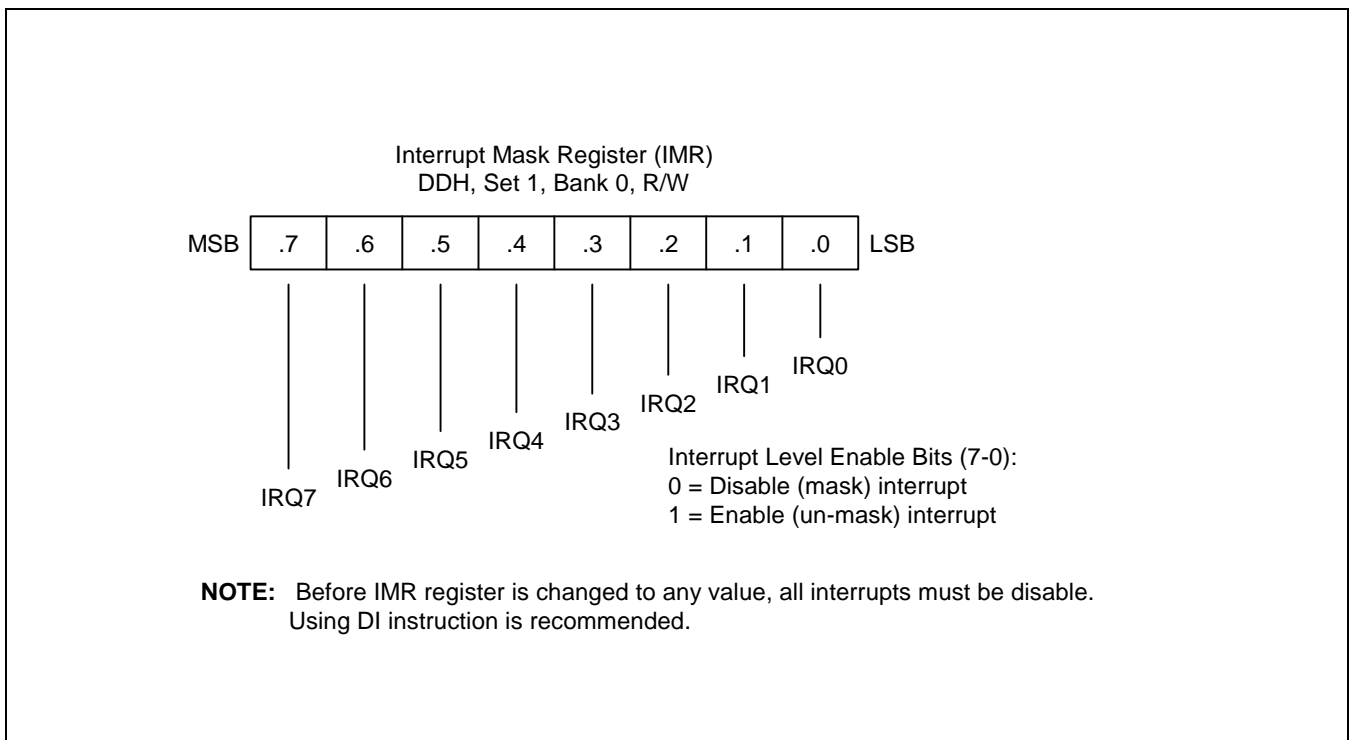 Interrupt Mask Register (IMR)
DDH, Set 1, Bank 0, R/W
MSB .7 .6 .5 .4 .3 .2 .1 .0 LSB
IRQ7 IRQ6 IRQ5 IRQ4 IRQ3 IRQ2 IRQ1 IRQ0
Interrupt Level Enable Bits (7-0):
0 = Disable (mask) interrupt
1 = Enable (un-mask) interrupt
NOTE: Before IMR register is changed to any value, all interrupts must be disable.
Using DI instruction is recommended.